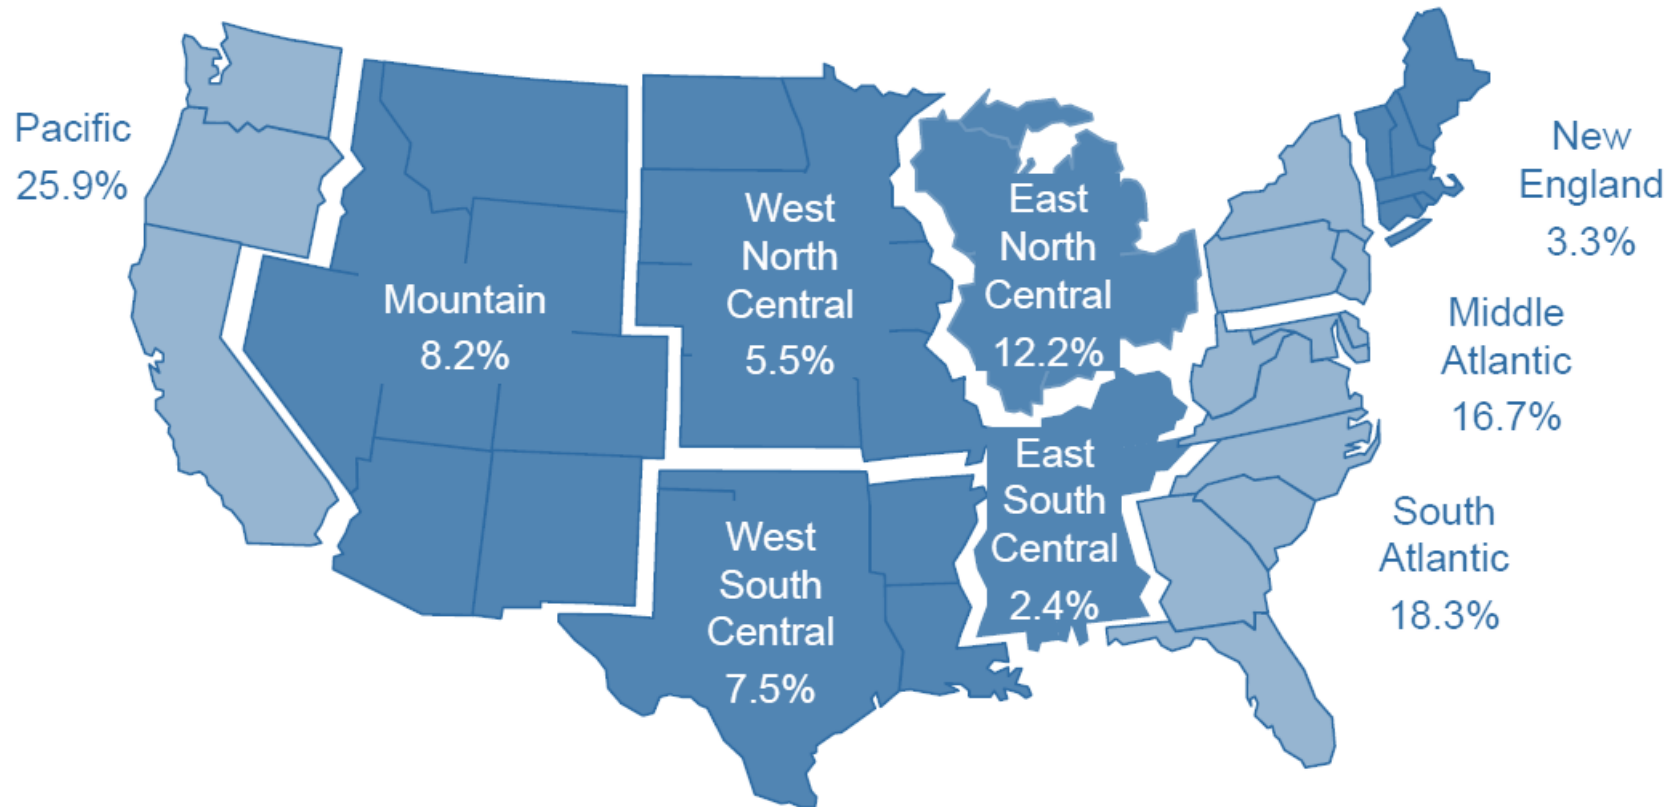 Pacific
25.9%
Mountain
8.2%
West
North
Central
5.5%
West
South
Central
7.5%
East
North
Central
12.2%
East
South
Central
2.4%
New
England
3.3%
Middle
Atlantic
16.7%
South
Atlantic
18.3%